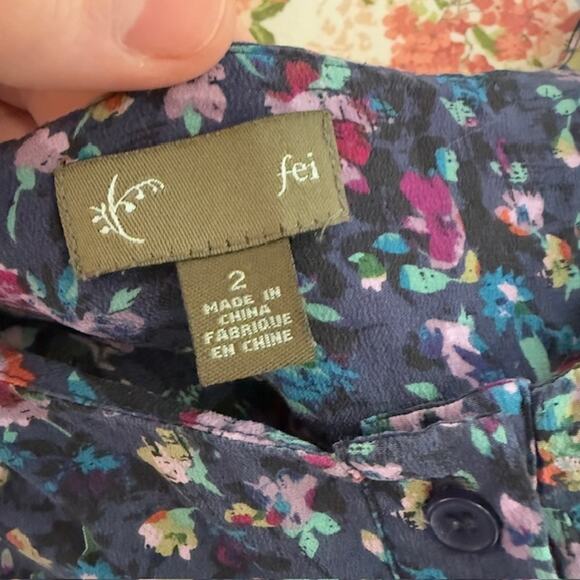 fei
2
MADE IN
CHINA
FABRIQUE
EN CHINE